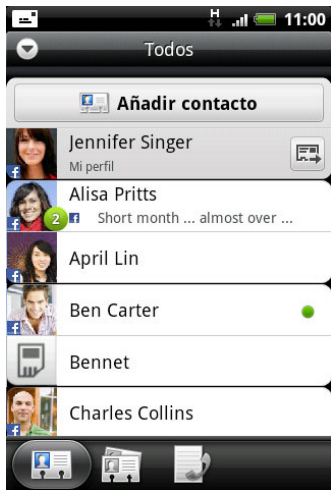 H
11:00
Todos
Añadir contacto
Jennifer Singer
Mi perfil
Alisa Pritts
2
f Short month ... almost over ...
April Lin
Ben Carter
Bennet
Charles Collins